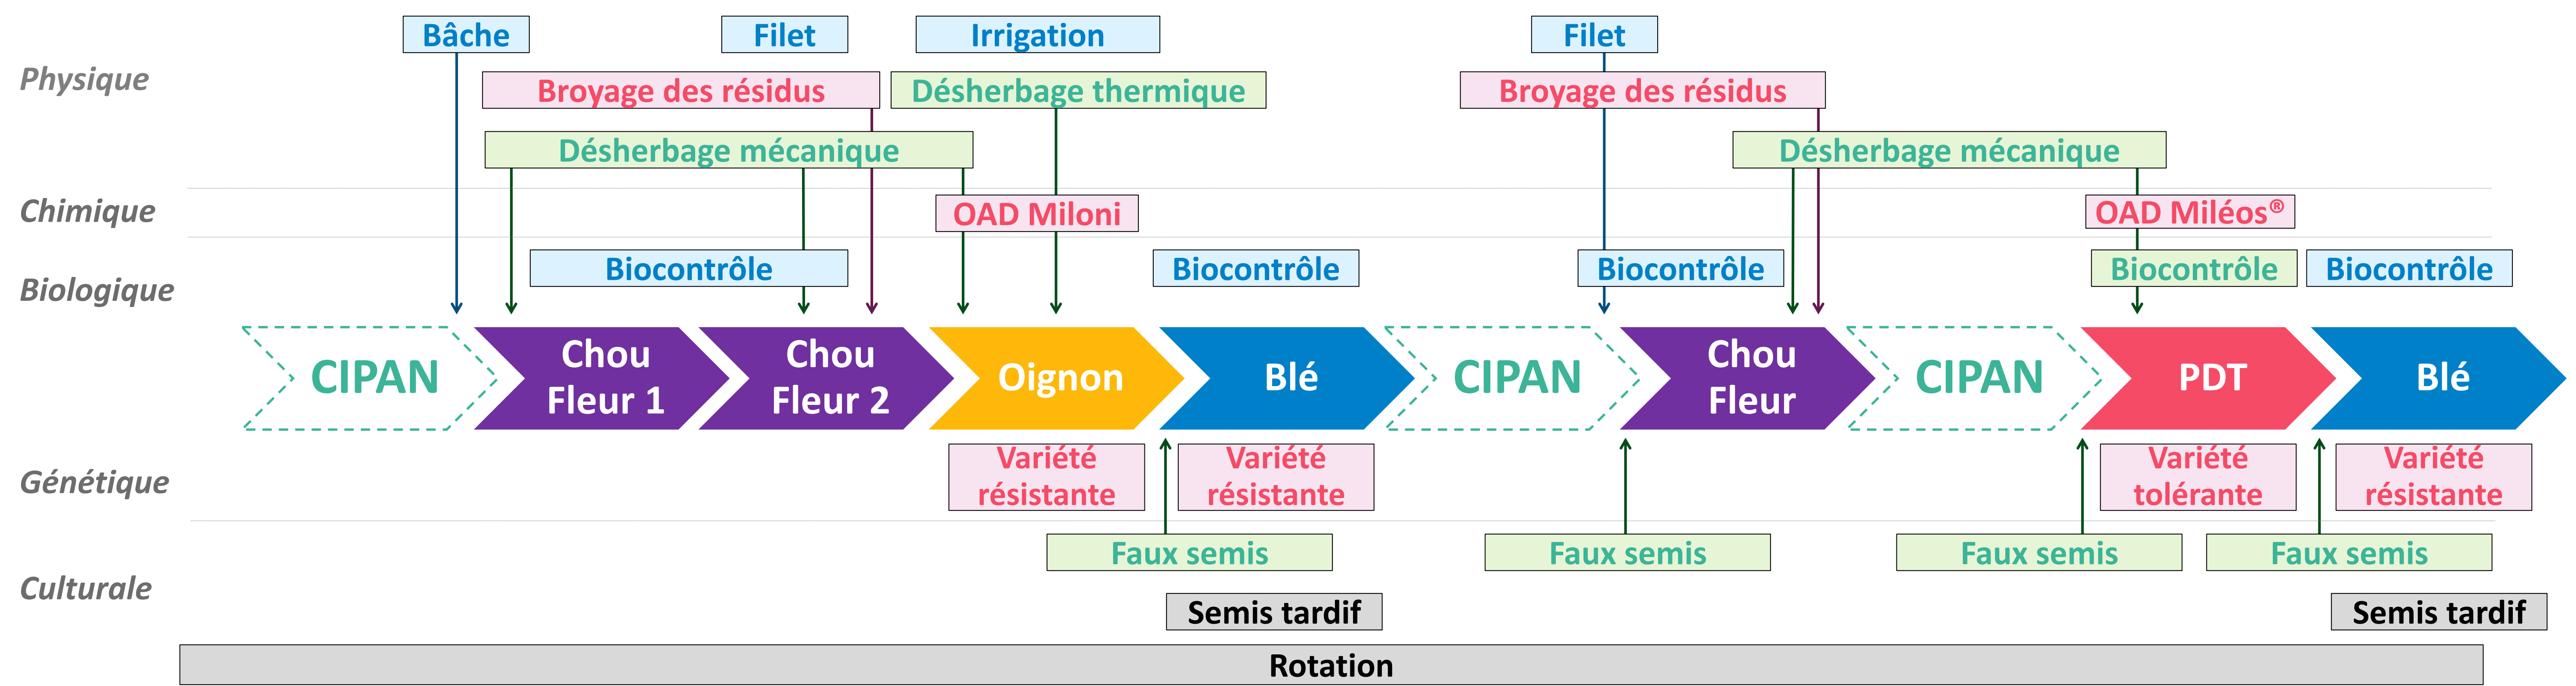 Bâche
Filet
Irrigation
Filet
Physique
Broyage des résidus
Désherbage thermique
Broyage des résidus
Désherbage mécanique
Désherbage mécanique
Chimique
OAD Miloni
OAD Miléos®
Biologique
Biocontrôle
Biocontrôle
Biocontrôle
Biocontrôle
Biocontrôle
CIPAN
Chou
Fleur 1
Chou
Fleur 2
Oignon
Blé
CIPAN
Chou
Fleur
CIPAN
PDT
Blé
Génétique
Variété
résistante
Variété
résistante
Variété
tolérante
Variété
résistante
Culturale
Faux semis
Faux semis
Faux semis
Faux semis
Semis tardif
Semis tardif
Rotation